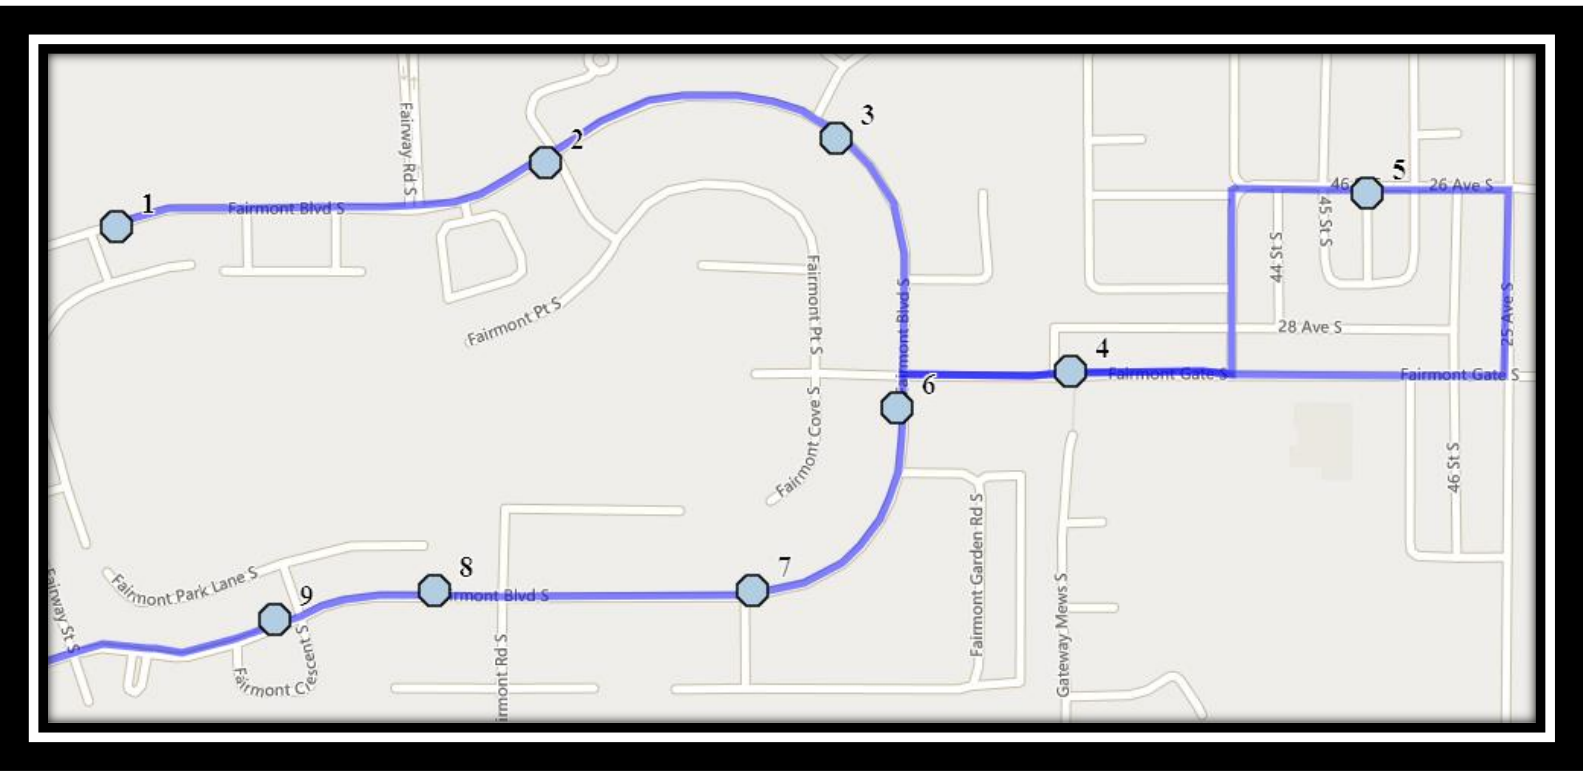 Fairway Rd S
1
2
3
Fairmont Blvd S
46
S
5
26 Ave S
45 St S
44 St S
Fairmont Pt S
Fairmont Pt S
Fairmont Blvd S
28 Ave S
25 Ave S
4
Fairmont Gate S
Fairmont Gate S
6
Fairmont Cove S
46 St S
Fairmont Garden Rd S
Fairmont Park Lane S
Fairway St S
9
8
rmont Blvd S
7
Fairmont Crescent S
irmont Rd S
Gateway Mews S